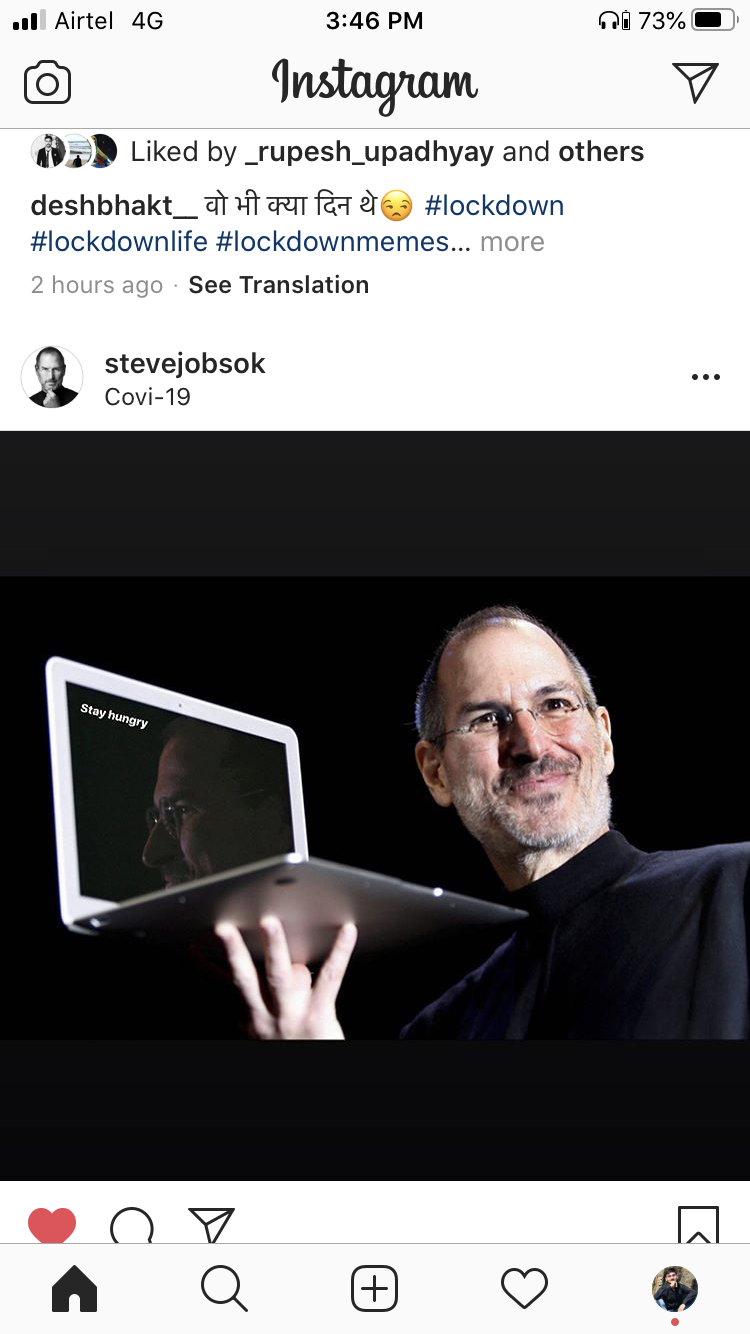 Airtel 4G 3:46 PM 73%
Instagram
Liked by _rupesh_upadhyay and others
deshbhakt__ वो भी क्या दिन थे😒 #lockdown
#lockdownlife #lockdownmemes... more
2 hours ago · See Translation
stevejobsok
Covi-19
Stay hungry